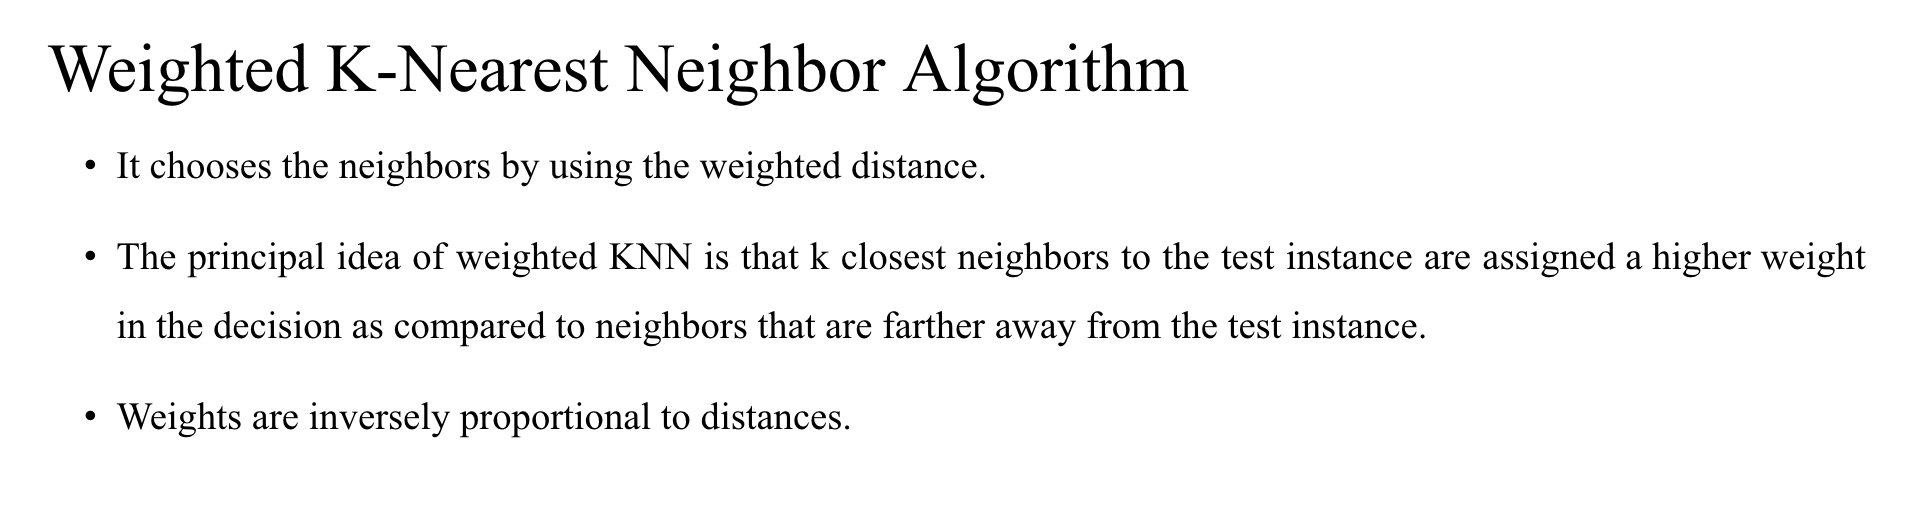 Weighted K-Nearest Neighbor Algorithm
• It chooses the neighbors by using the weighted distance.
• The principal idea of weighted KNN is that k closest neighbors to the test instance are assigned a higher weight
in the decision as compared to neighbors that are farther away from the test instance.
• Weights are inversely proportional to distances.